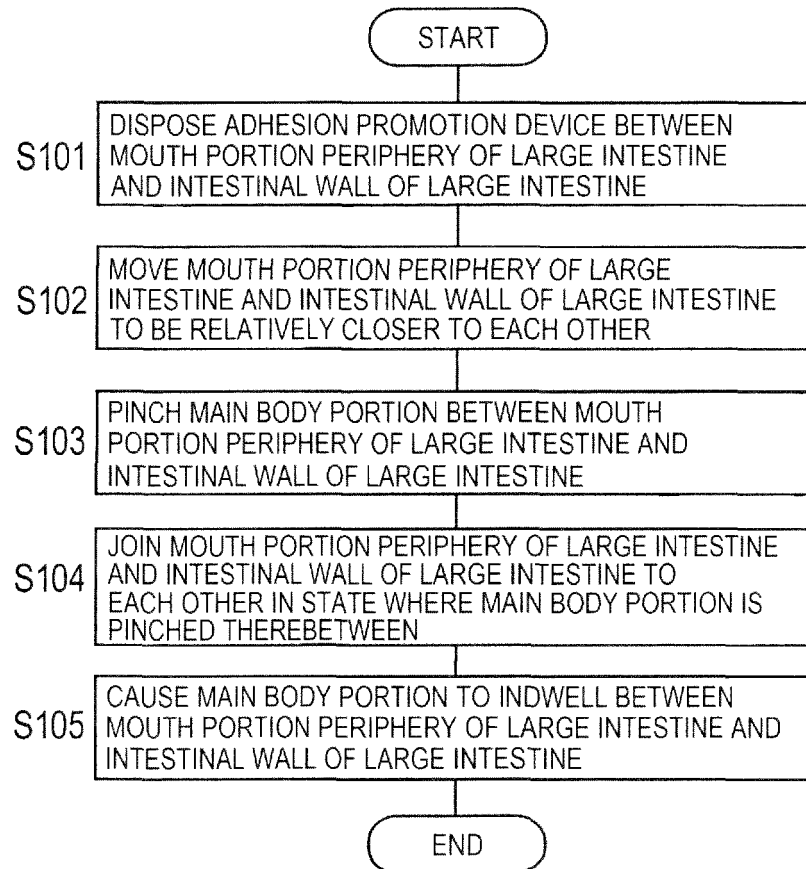 START
S101
DISPOSE ADHESION PROMOTION DEVICE BETWEEN
MOUTH PORTION PERIPHERY OF LARGE INTESTINE
AND INTESTINAL WALL OF LARGE INTESTINE
S102
MOVE MOUTH PORTION PERIPHERY OF LARGE
INTESTINE AND INTESTINAL WALL OF LARGE INTESTINE
TO BE RELATIVELY CLOSER TO EACH OTHER
S103
PINCH MAIN BODY PORTION BETWEEN MOUTH
PORTION PERIPHERY OF LARGE INTESTINE AND
INTESTINAL WALL OF LARGE INTESTINE
S104
JOIN MOUTH PORTION PERIPHERY OF LARGE INTESTINE
AND INTESTINAL WALL OF LARGE INTESTINE TO
EACH OTHER IN STATE WHERE MAIN BODY PORTION IS
PINCHED THEREBETWEEN
S105
CAUSE MAIN BODY PORTION TO INDWELL BETWEEN
MOUTH PORTION PERIPHERY OF LARGE INTESTINE AND
INTESTINAL WALL OF LARGE INTESTINE
END